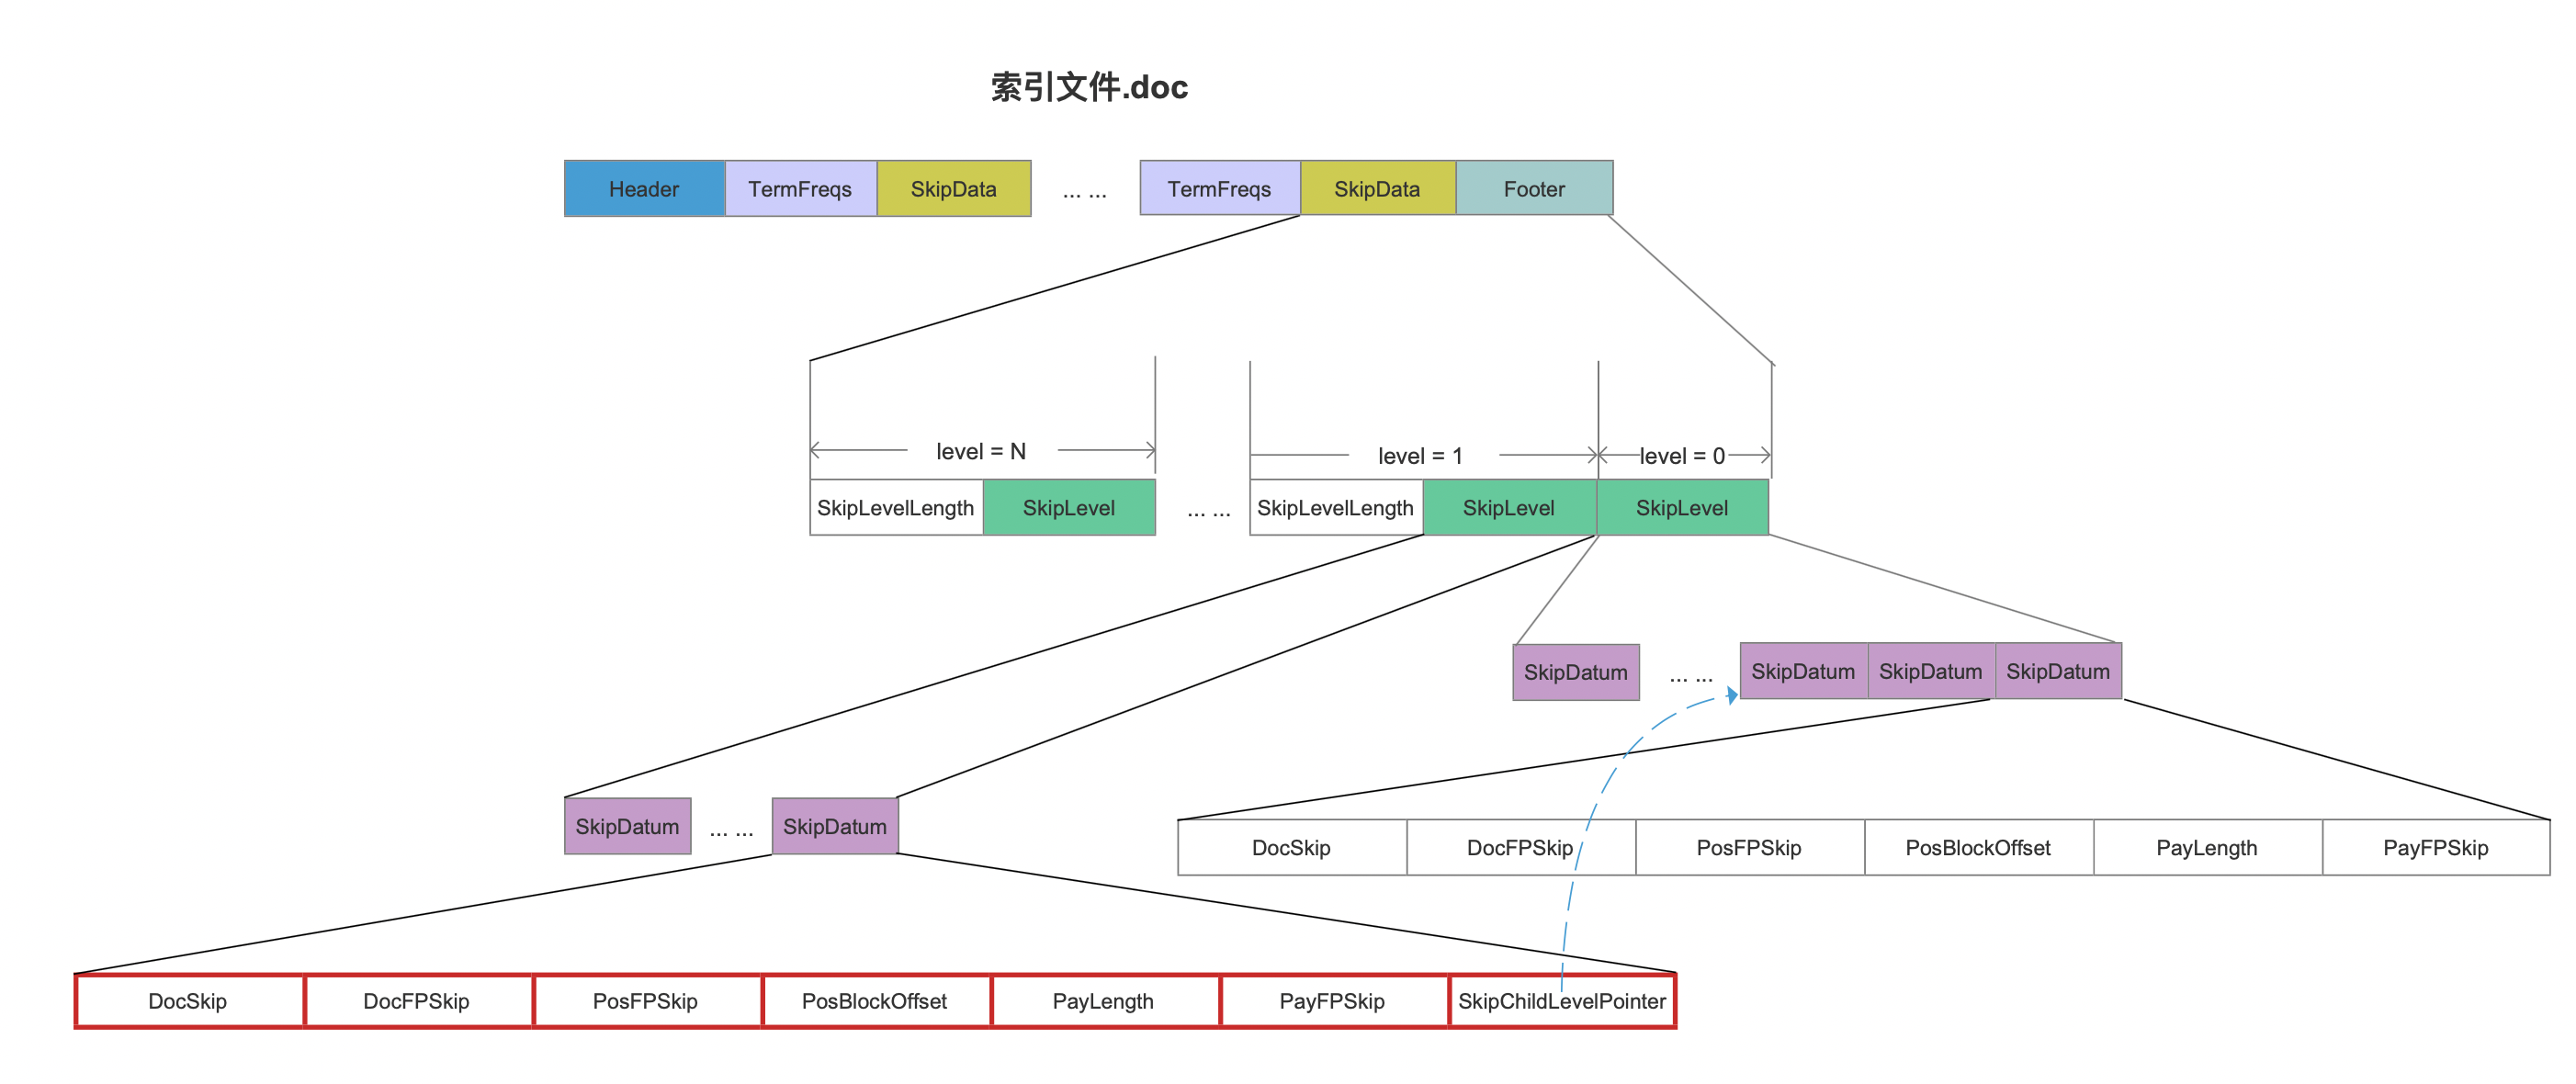 索引文件.doc
Header TermFreqs SkipData ... ... TermFreqs SkipData Footer
level = N level = 1 level = 0
SkipLevelLength SkipLevel ... ... SkipLevelLength SkipLevel SkipLevel
SkipDatum ... ... SkipDatum SkipDatum SkipDatum
SkipDatum ... ... SkipDatum
DocSkip DocFPSkip PosFPSkip PosBlockOffset PayLength PayFPSkip
DocSkip DocFPSkip PosFPSkip PosBlockOffset PayLength PayFPSkip SkipChildLevelPointer